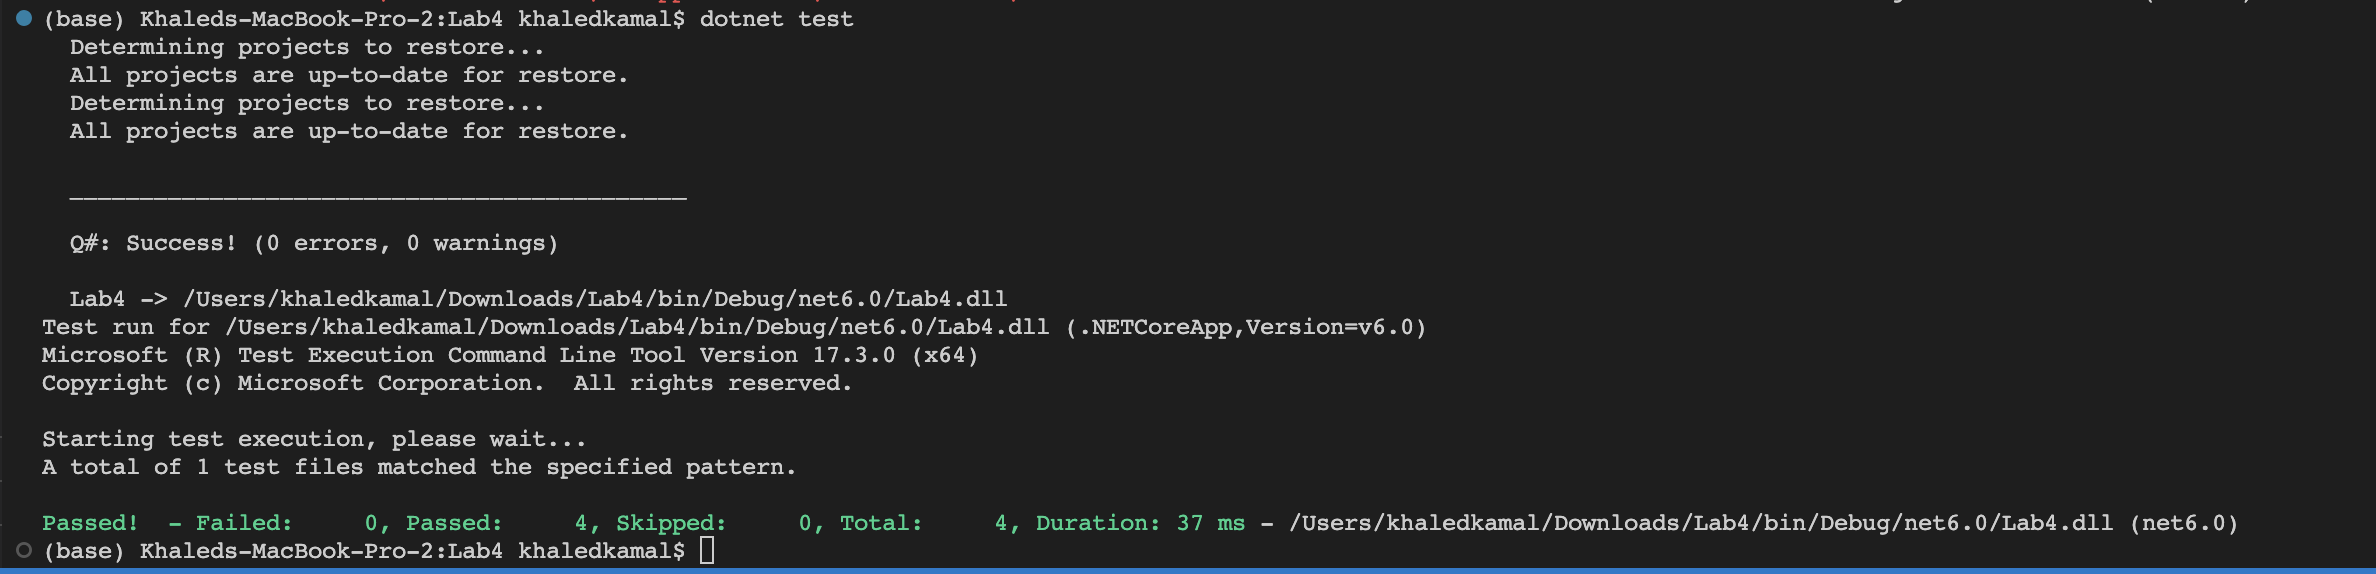 (base) Khaleds-MacBook-Pro-2:Lab4 khaledkamal$ dotnet test
Determining projects to restore...
All projects are up-to-date for restore.
Determining projects to restore...
All projects are up-to-date for restore.
____________________________________________
Q#: Success! (0 errors, 0 warnings)
Lab4 -> /Users/khaledkamal/Downloads/Lab4/bin/Debug/net6.0/Lab4.dll
Test run for /Users/khaledkamal/Downloads/Lab4/bin/Debug/net6.0/Lab4.dll (.NETCoreApp,Version=v6.0)
Microsoft (R) Test Execution Command Line Tool Version 17.3.0 (x64)
Copyright (c) Microsoft Corporation.  All rights reserved.
Starting test execution, please wait...
A total of 1 test files matched the specified pattern.
Passed!  - Failed:     0, Passed:     4, Skipped:     0, Total:     4, Duration: 37 ms - /Users/khaledkamal/Downloads/Lab4/bin/Debug/net6.0/Lab4.dll (net6.0)
(base) Khaleds-MacBook-Pro-2:Lab4 khaledkamal$